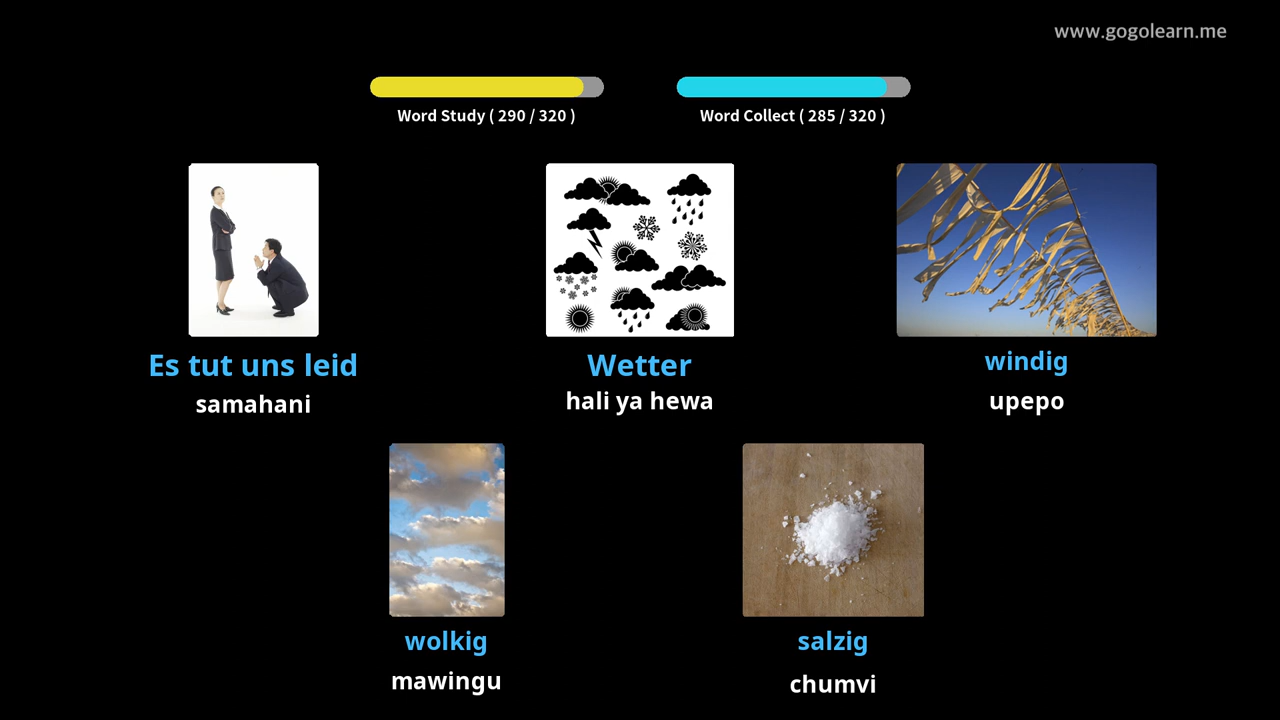 www.gogolearn.me
Word Study ( 290 / 320 )
Word Collect ( 285 / 320 )
Es tut uns leid
samahani
Wetter
hali ya hewa
windig
upepo
wolkig
mawingu
salzig
chumvi